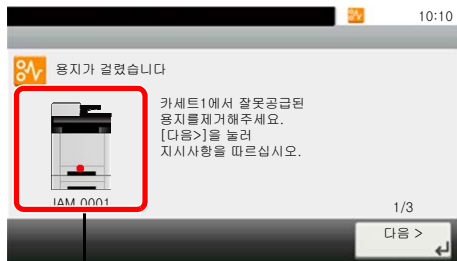 10:10
용지가 걸렸습니다
카세트1에서 잘못공급된
용지를제거해주세요.
[다음>]을 눌러
지시사항을 따르십시오.
JAM 0001
1/3
다음 >